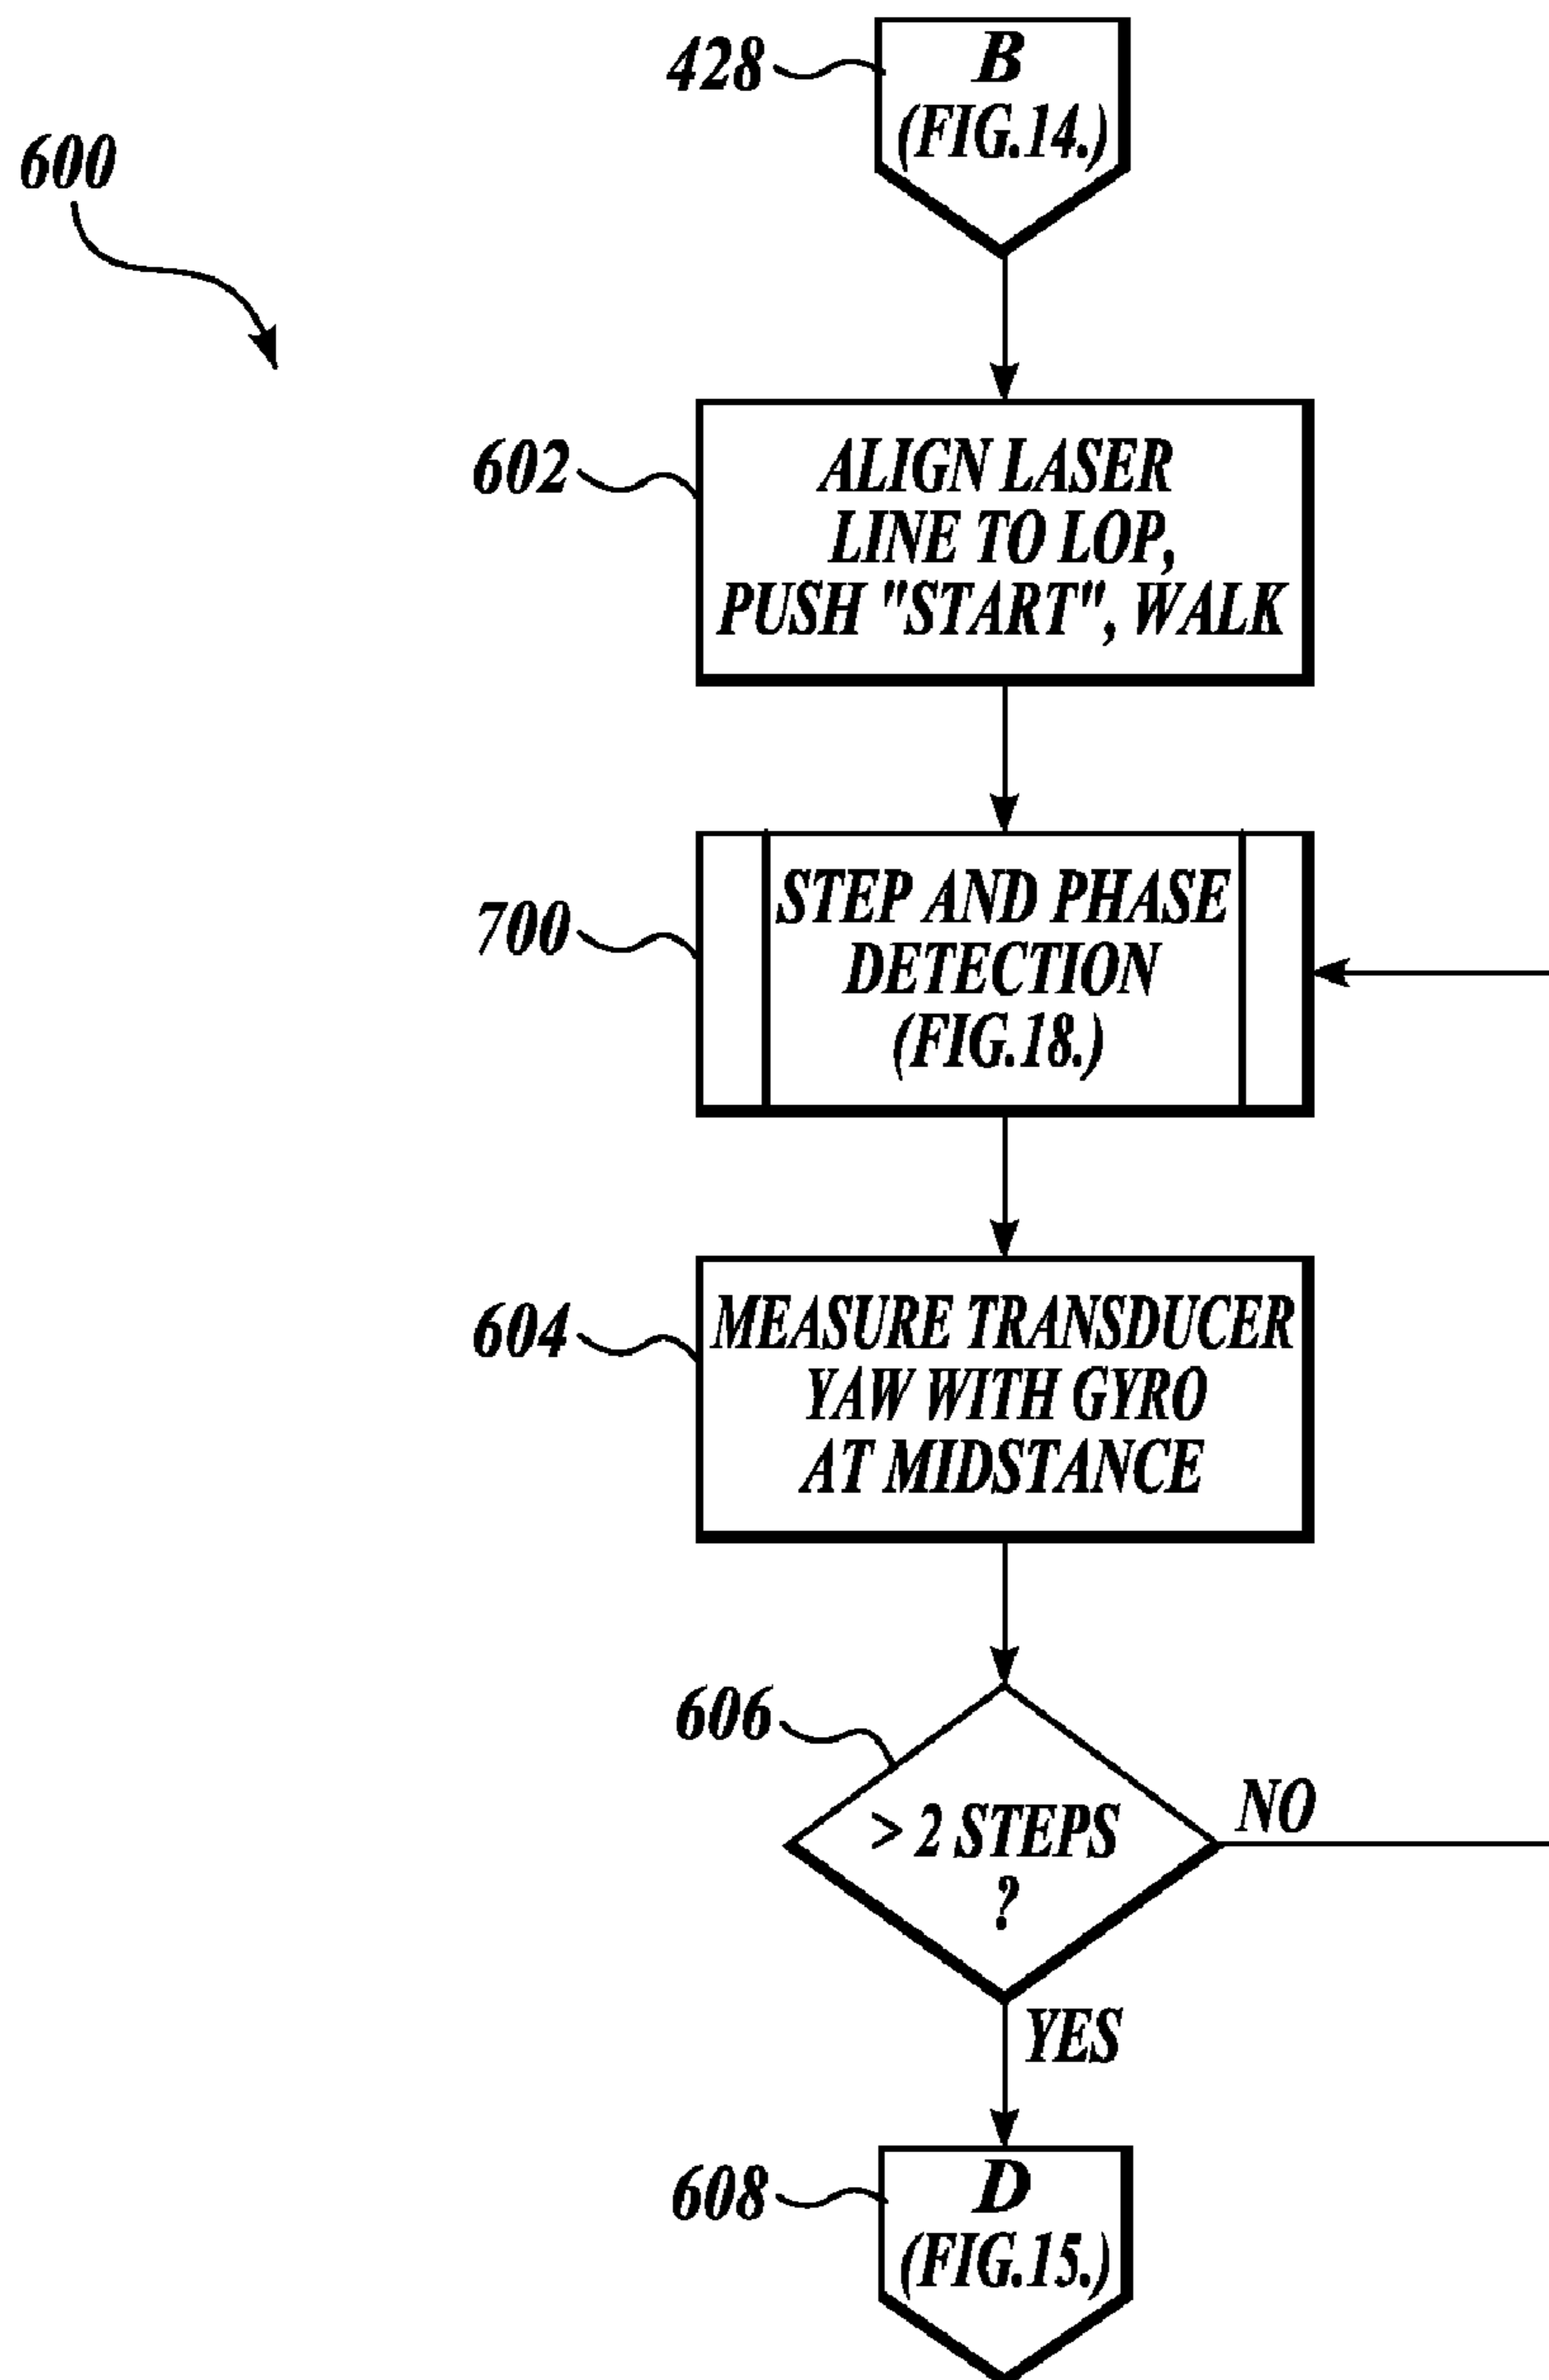 428
B
(FIG.14.)
600
602
ALIGN LASER
LINE TO LOP,
PUSH "START", WALK
700
STEP AND PHASE
DETECTION
(FIG.18.)
604
MEASURE TRANSDUCER
YAW WITH GYRO
AT MIDSTANCE
606
> 2 STEPS
?
NO
YES
608
D
(FIG.15.)